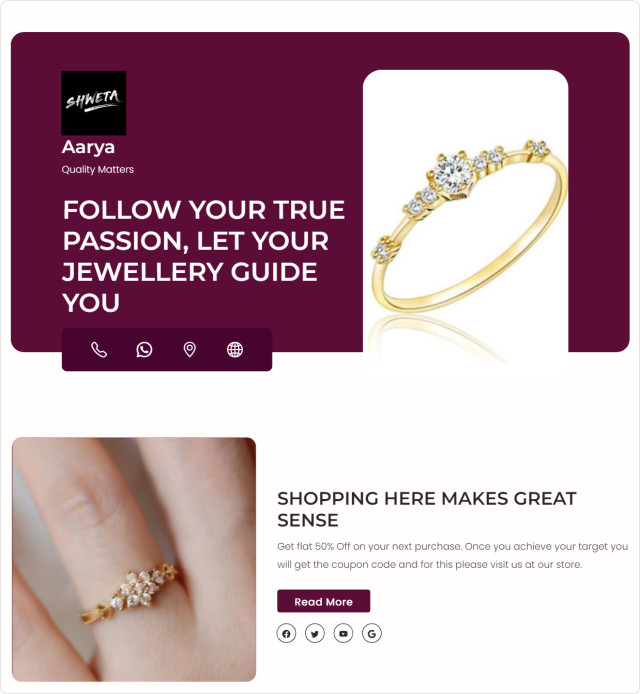 SHWETA
Aarya
Quality Matters
FOLLOW YOUR TRUE
PASSION, LET YOUR
JEWELLERY GUIDE
YOU
SHOPPING HERE MAKES GREAT
SENSE
Get flat 50% Off on your next purchase. Once you achieve your target you
will get the coupon code and for this please visit us at our store.
Read More